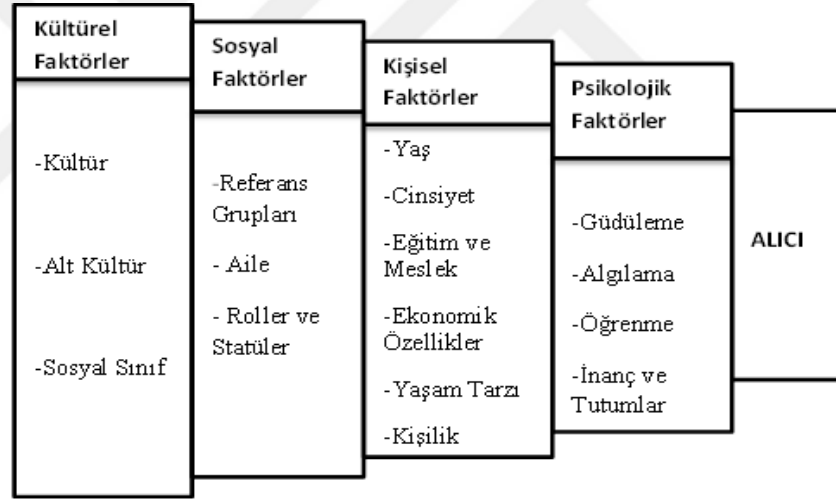 Kültürel
Faktörler
-Kültür
-Alt Kültür
-Sosyal Sınıf
Sosyal
Faktörler
-Referans
Grupları
- Aile
- Roller ve
Statüler
Kişisel
Faktörler
-Yaş
-Cinsiyet
-Eğitim ve
Meslek
-Ekonomik
Özellikler
-Yaşam Tarzı
-Kişilik
Psikolojik
Faktörler
-Güdüleme
-Algılama
-Öğrenme
-İnanç ve
Tutumlar
ALICI